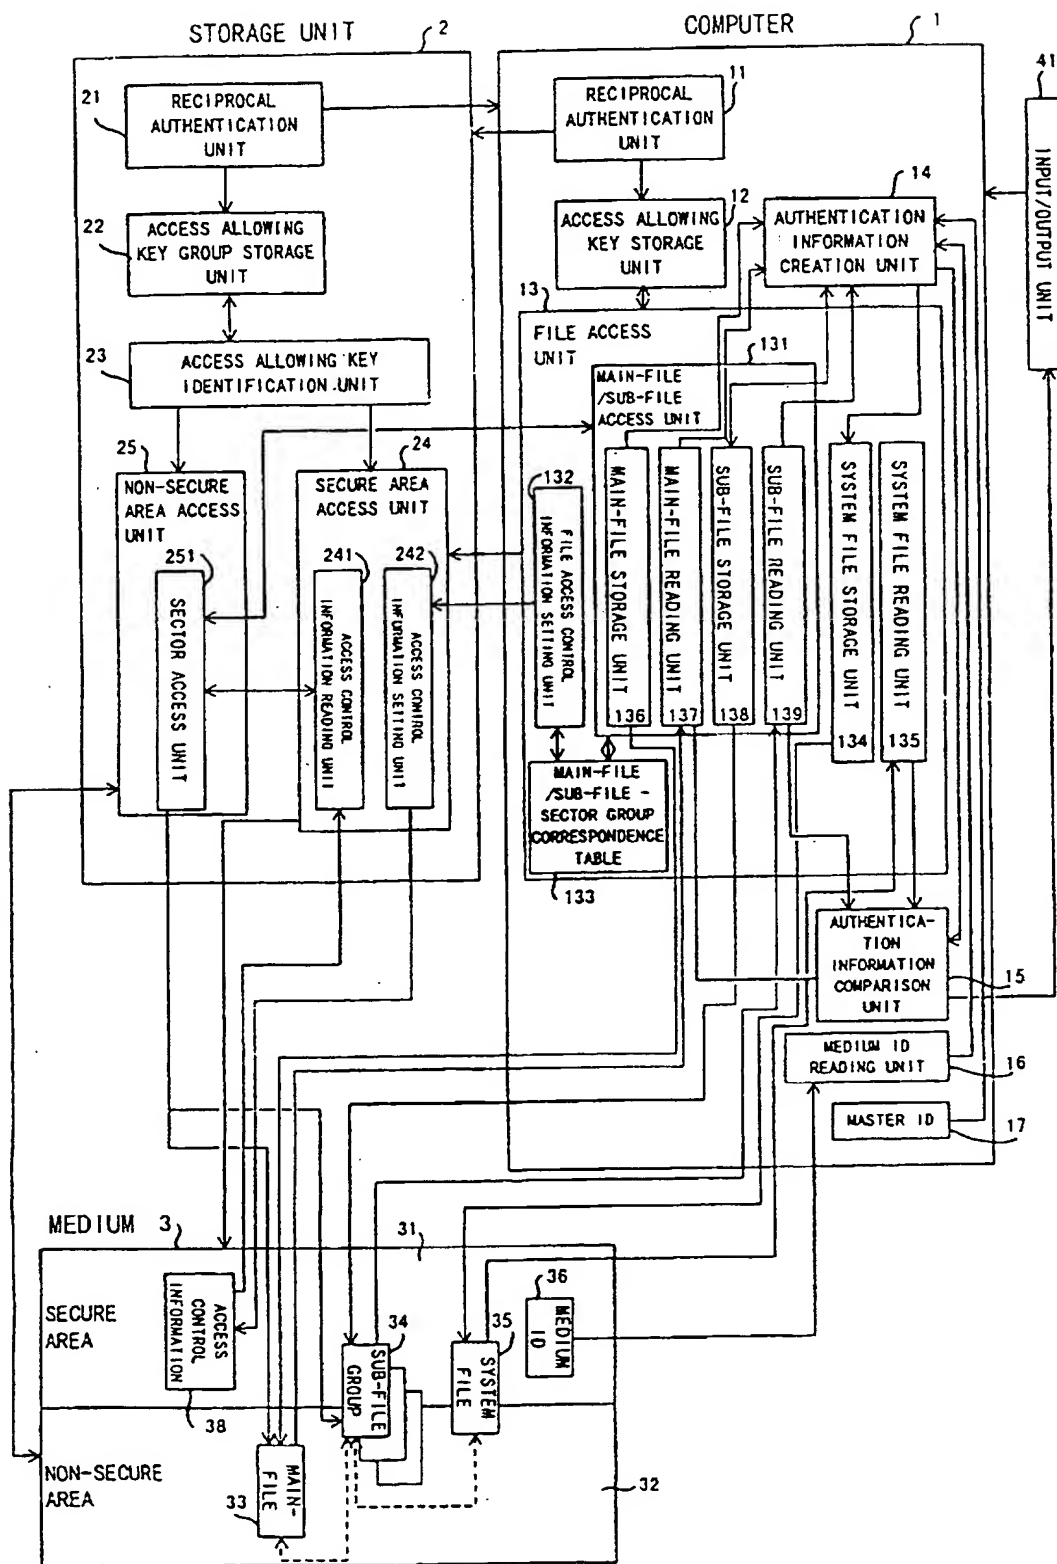 STORAGE UNIT
2
COMPUTER
1
41
21
RECIPROCAL
AUTHENTICATION
UNIT
11
RECIPROCAL
AUTHENTICATION
UNIT
INPUT/OUTPUT UNIT
22
ACCESS ALLOWING
KEY GROUP STORAGE
UNIT
12
ACCESS ALLOWING
KEY STORAGE
UNIT
14
AUTHENTICATION
INFORMATION
CREATION UNIT
23
ACCESS ALLOWING KEY
IDENTIFICATION UNIT
13
FILE ACCESS
UNIT
131
MAIN-FILE
/SUB-FILE
ACCESS UNIT
25
NON-SECURE
AREA ACCESS
UNIT
24
SECURE AREA
ACCESS UNIT
251
SECTOR ACCESS UNIT
241
ACCESS CONTROL
INFORMATION READING UNIT
242
ACCESS CONTROL
INFORMATION SETTING UNIT
132
FILE ACCESS CONTROL
INFORMATION SETTING UNIT
MAIN-FILE STORAGE UNIT
136
MAIN-FILE READING UNIT
137
SUB-FILE STORAGE UNIT
138
SUB-FILE READING UNIT
139
SYSTEM FILE STORAGE UNIT
134
SYSTEM FILE READING UNIT
135
MAIN-FILE
/SUB-FILE -
SECTOR GROUP
CORRESPONDENCE
TABLE
133
AUTHENTICA-
TION
INFORMATION
COMPARISON
UNIT
15
MEDIUM ID
READING UNIT
16
MASTER ID
17
MEDIUM 3
31
SECURE
AREA
ACCESS
CONTROL
INFORMATION
38
34
SUB-FILE
GROUP
35
SYSTEM
FILE
36
MEDIUM
ID
NON-SECURE
AREA
33
MAIN-
FILE
32